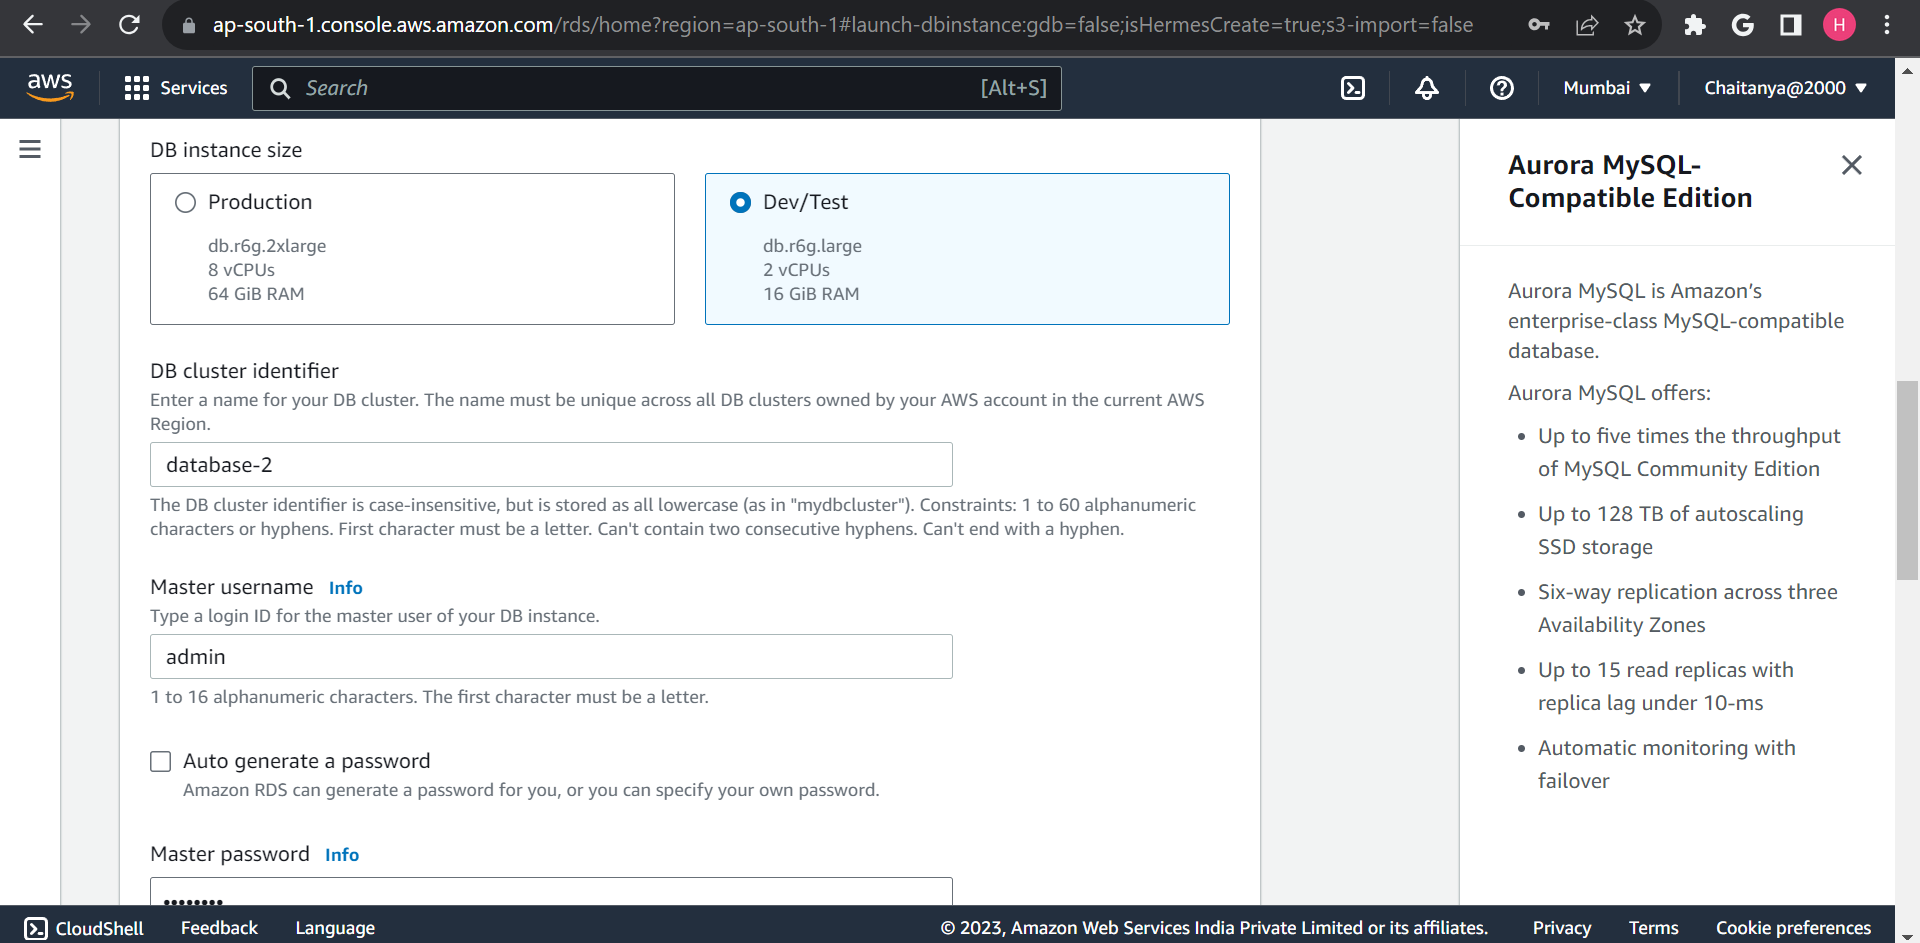 ap-south-1.console.aws.amazon.com/rds/home?region=ap-south-1#launch-dbinstance:gdb=false;isHermesCreate=true;s3-import=false
H
aws
Services
Search
[Alt+S]
Mumbai
Chaitanya@2000
DB instance size
Production
db.r6g.2xlarge
8 vCPUs
64 GiB RAM
Dev/Test
db.r6g.large
2 vCPUs
16 GiB RAM
DB cluster identifier
Enter a name for your DB cluster. The name must be unique across all DB clusters owned by your AWS account in the current AWS
Region.
database-2
The DB cluster identifier is case-insensitive, but is stored as all lowercase (as in "mydbcluster"). Constraints: 1 to 60 alphanumeric
characters or hyphens. First character must be a letter. Can't contain two consecutive hyphens. Can't end with a hyphen.
Master username Info
Type a login ID for the master user of your DB instance.
admin
1 to 16 alphanumeric characters. The first character must be a letter.
Auto generate a password
Amazon RDS can generate a password for you, or you can specify your own password.
Master password Info
••••••••
Aurora MySQL-
Compatible Edition
Aurora MySQL is Amazon’s
enterprise-class MySQL-compatible
database.
Aurora MySQL offers:
• Up to five times the throughput
of MySQL Community Edition
• Up to 128 TB of autoscaling
SSD storage
• Six-way replication across three
Availability Zones
• Up to 15 read replicas with
replica lag under 10-ms
• Automatic monitoring with
failover
CloudShell
Feedback
Language
© 2023, Amazon Web Services India Private Limited or its affiliates.
Privacy
Terms
Cookie preferences